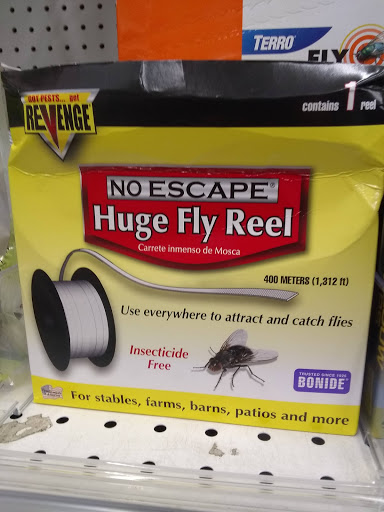 TERRO
FLY
contains 1 reel
GOT PESTS... get
REVENGE
NO ESCAPE®
Huge Fly Reel
Carrete inmenso de Mosca
400 METERS (1,312 ft)
Use everywhere to attract and catch flies
Insecticide
Free
TRUSTED SINCE 1926
BONIDE®
For stables, farms, barns, patios and more